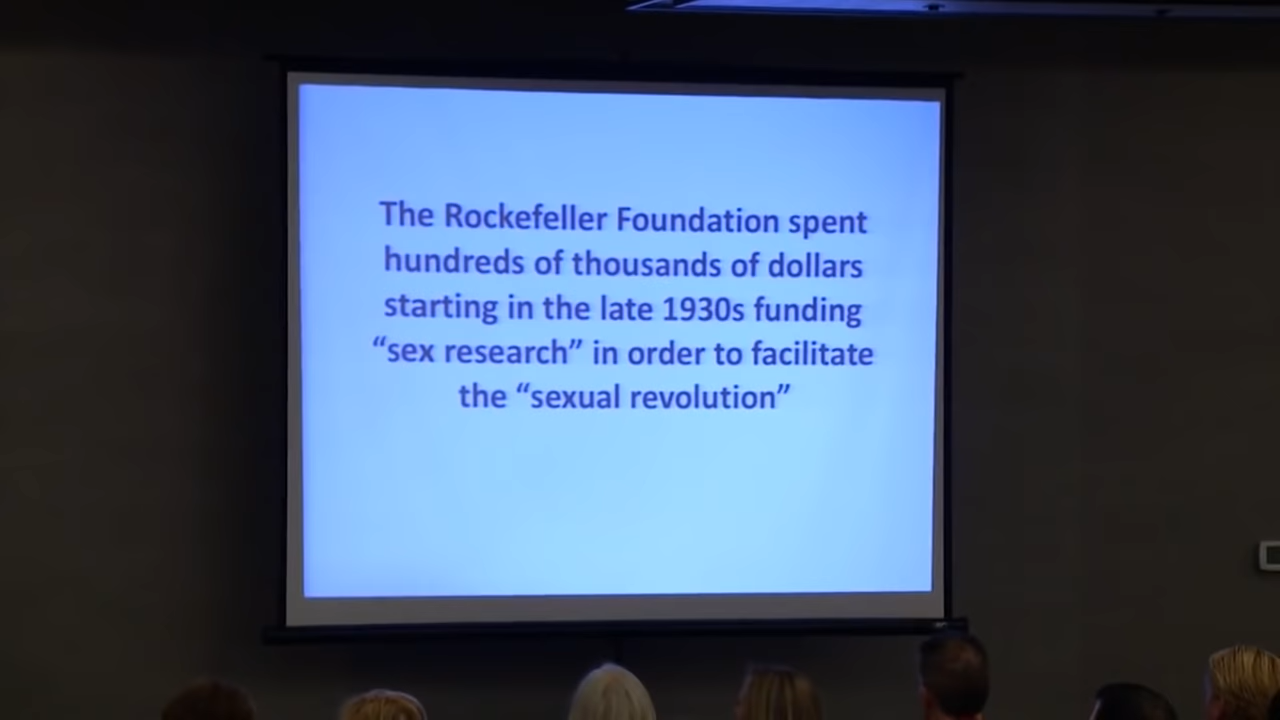 The Rockefeller Foundation spent
hundreds of thousands of dollars
starting in the late 1930s funding
“sex research” in order to facilitate
the “sexual revolution”